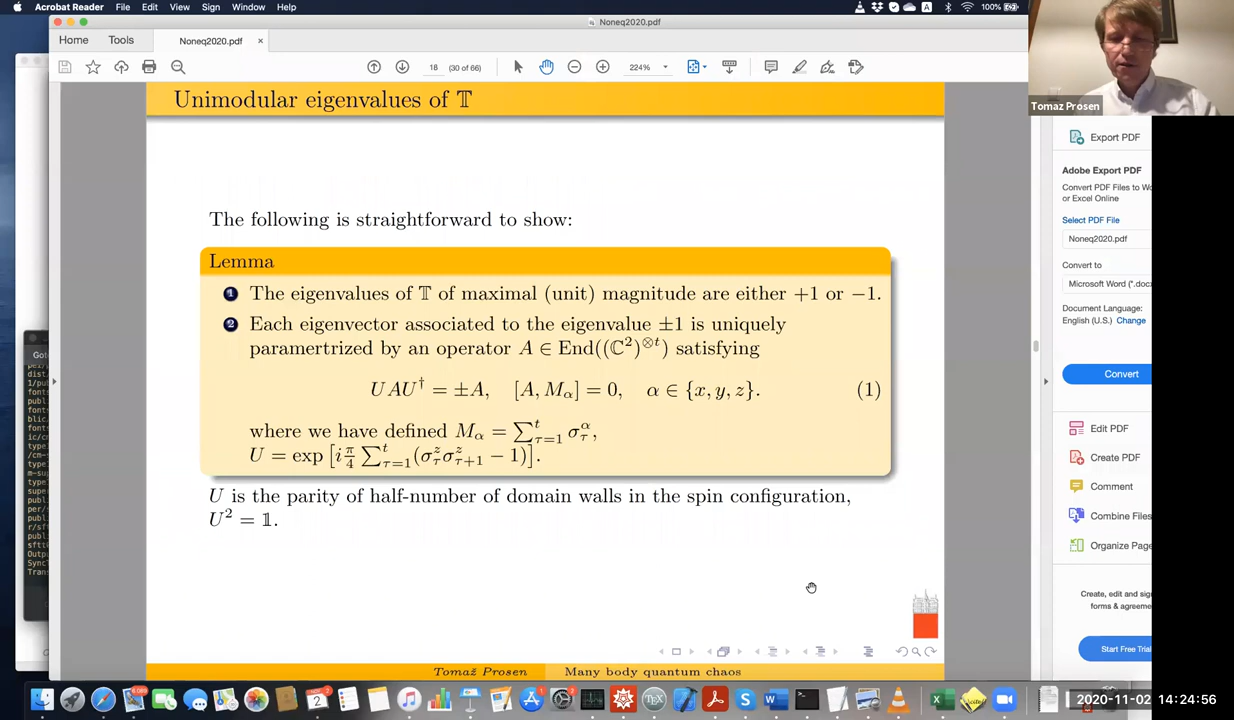 Acrobat Reader File Edit View Sign Window Help 100%
Noneq2020.pdf
Home Tools Noneq2020.pdf ×
18 (30 of 66) 224%
Tomaz Prosen
Unimodular eigenvalues of 𝕋
The following is straightforward to show:
Lemma
1 The eigenvalues of 𝕋 of maximal (unit) magnitude are either +1 or −1.
2 Each eigenvector associated to the eigenvalue ±1 is uniquely
paramertrized by an operator A ∈ End((ℂ²)^⊗t) satisfying
UAU† = ±A, [A, M_α] = 0, α ∈ {x, y, z}. (1)
where we have defined M_α = ∑_{τ=1}^{t} σ_τ^α,
U = exp [i π/4 ∑_{τ=1}^{t} (σ_τ^z σ_{τ+1}^z − 1)].
U is the parity of half-number of domain walls in the spin configuration,
U² = 𝟙.
Tomaž Prosen Many body quantum chaos
Export PDF
Adobe Export PDF
Convert PDF Files to Wo
or Excel Online
Select PDF File
Noneq2020.pdf
Convert to
Microsoft Word (*.docx
Document Language:
English (U.S.) Change
Convert
Edit PDF
Create PDF
Comment
Combine Files
Organize Page
Create, edit and sig
forms & agreeme
Start Free Trial
2020-11-02 14:24:56